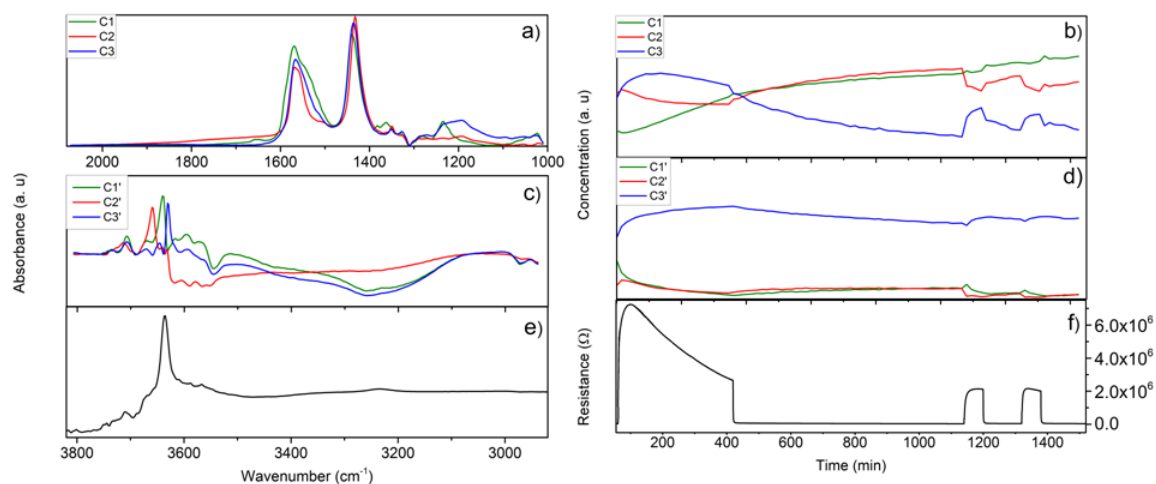 C1
C2
C3
a)
2000 1800 1600 1400 1200 1000
C1'
C2'
C3'
c)
Absorbance (a. u)
e)
3800 3600 3400 3200 3000
Wavenumber (cm-1)
C1
C2
C3
b)
Concentration (a. u)
C1'
C2'
C3'
d)
f)
Resistance (Ω)
6.0x10⁶
4.0x10⁶
2.0x10⁶
0.0
200 400 600 800 1000 1200 1400
Time (min)